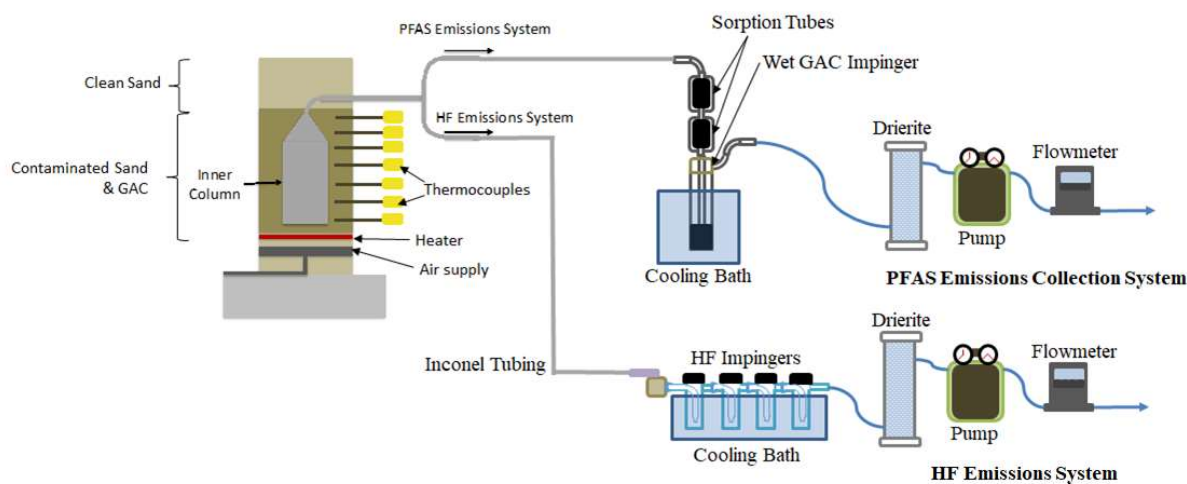 PFAS Emissions System
Sorption Tubes
Wet GAC Impinger
Clean Sand
HF Emissions System
Drierite
Flowmeter
Contaminated Sand
& GAC
Inner
Column
Thermocouples
Heater
Air supply
Pump
Cooling Bath
PFAS Emissions Collection System
Drierite
Inconel Tubing
HF Impingers
Flowmeter
Pump
Cooling Bath
HF Emissions System